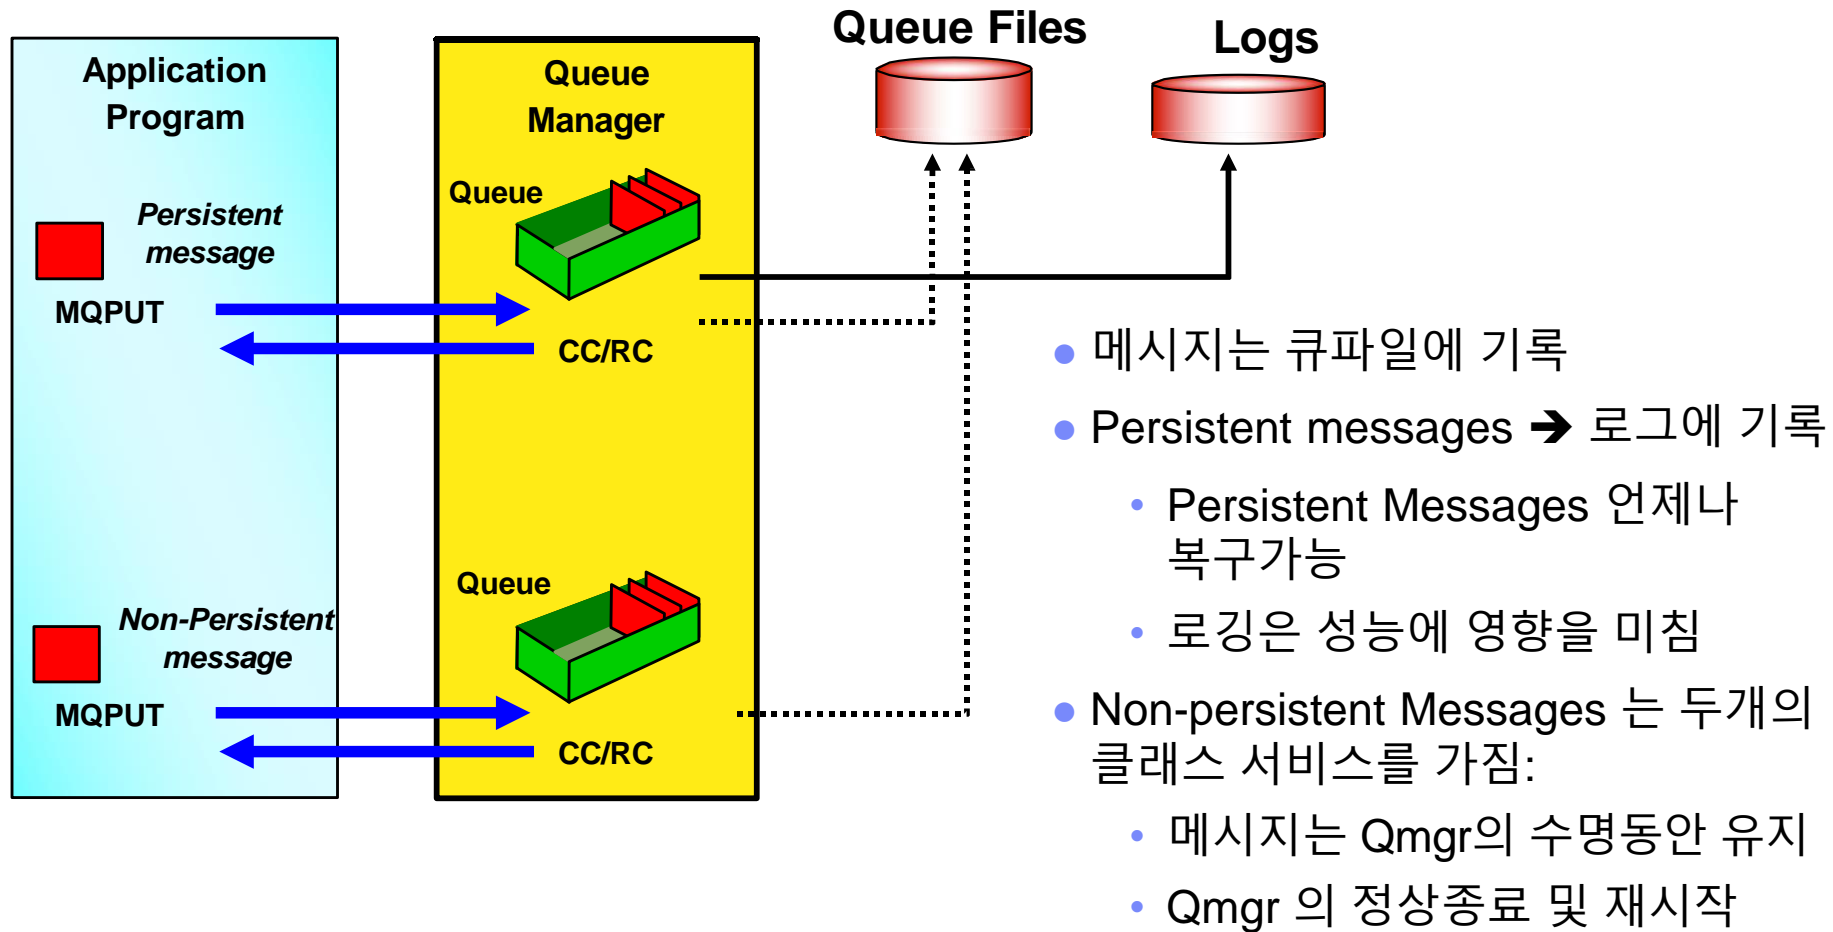 Application
Program
Queue
Manager
Queue Files
Logs
Queue
Persistent
message
MQPUT
CC/RC
Queue
Non-Persistent
message
MQPUT
CC/RC
● 메시지는 큐파일에 기록
● Persistent messages ➔ 로그에 기록
• Persistent Messages 언제나
복구가능
• 로깅은 성능에 영향을 미침
● Non-persistent Messages 는 두개의
클래스 서비스를 가짐:
• 메시지는 Qmgr의 수명동안 유지
• Qmgr 의 정상종료 및 재시작